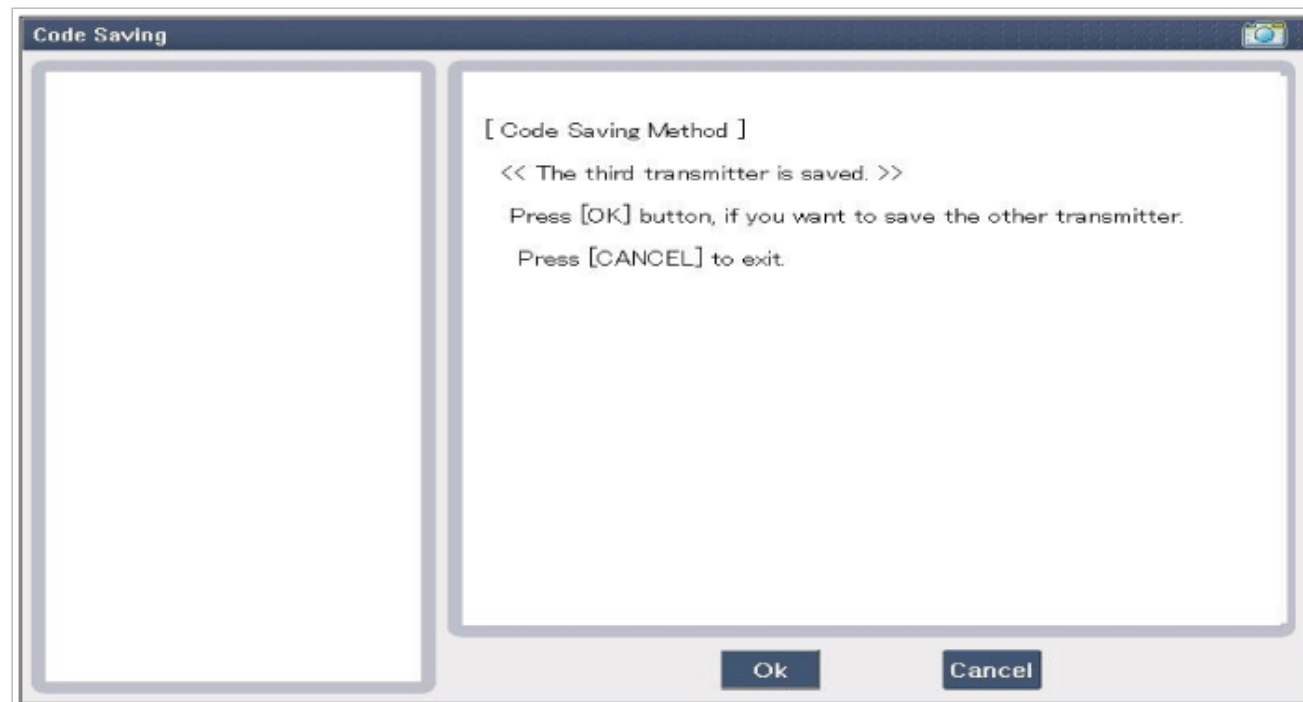 Code Saving
[ Code Saving Method ]
<< The third transmitter is saved. >>
Press [OK] button, if you want to save the other transmitter.
Press [CANCEL] to exit.
Ok
Cancel